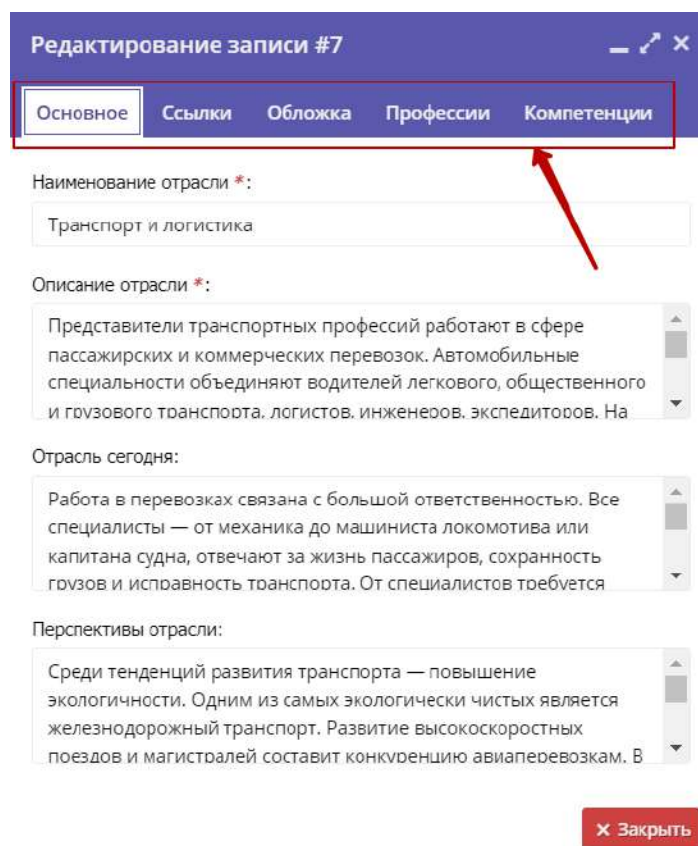 Редактирование записи #7
Основное Ссылки Обложка Профессии Компетенции
Наименование отрасли *:
Транспорт и логистика
Описание отрасли *:
Представители транспортных профессий работают в сфере
пассажирских и коммерческих перевозок. Автомобильные
специальности объединяют водителей легкового, общественного
и грузового транспорта, логистов, инженеров, экспедиторов. На
Отрасль сегодня:
Работа в перевозках связана с большой ответственностью. Все
специалисты — от механика до машиниста локомотива или
капитана судна, отвечают за жизнь пассажиров, сохранность
грузов и исправность транспорта. От специалистов требуется
Перспективы отрасли:
Среди тенденций развития транспорта — повышение
экологичности. Одним из самых экологически чистых является
железнодорожный транспорт. Развитие высокоскоростных
поездов и магистралей составит конкуренцию авиаперевозкам. В
× Закрыть